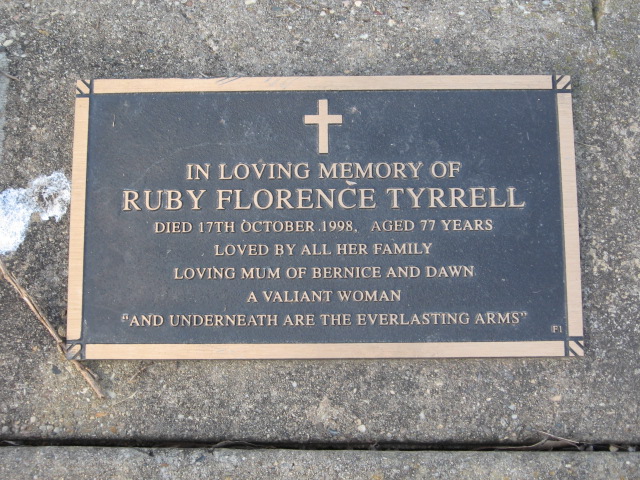 IN LOVING MEMORY OF
RUBY FLORENCE TYRRELL
DIED 17TH OCTOBER 1998, AGED 77 YEARS
LOVED BY ALL HER FAMILY
LOVING MUM OF BERNICE AND DAWN
A VALIANT WOMAN
"AND UNDERNEATH ARE THE EVERLASTING ARMS"
F1